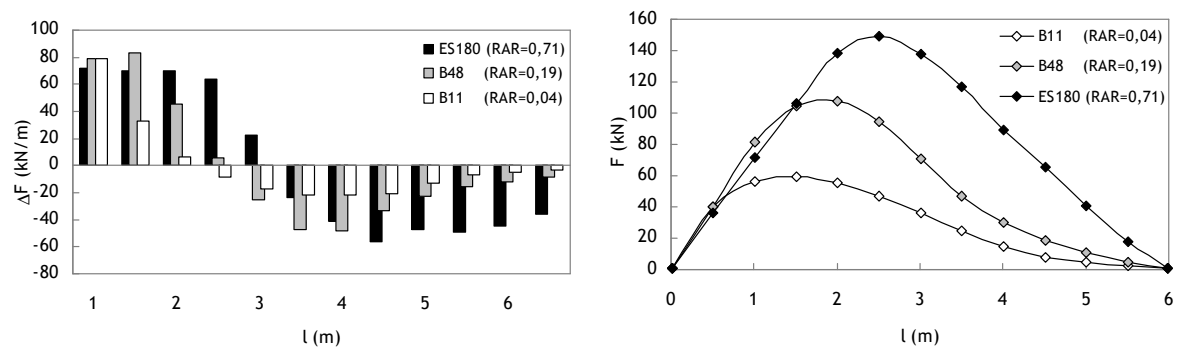 100
80
60
40
20
0
-20
-40
-60
-80
ΔF (kN/m)
ES180 (RAR=0,71)
B48 (RAR=0,19)
B11 (RAR=0,04)
1 2 3 4 5 6
l (m)
160
140
120
100
80
60
40
20
0
F (kN)
B11 (RAR=0,04)
B48 (RAR=0,19)
ES180 (RAR=0,71)
0 1 2 3 4 5 6
l (m)